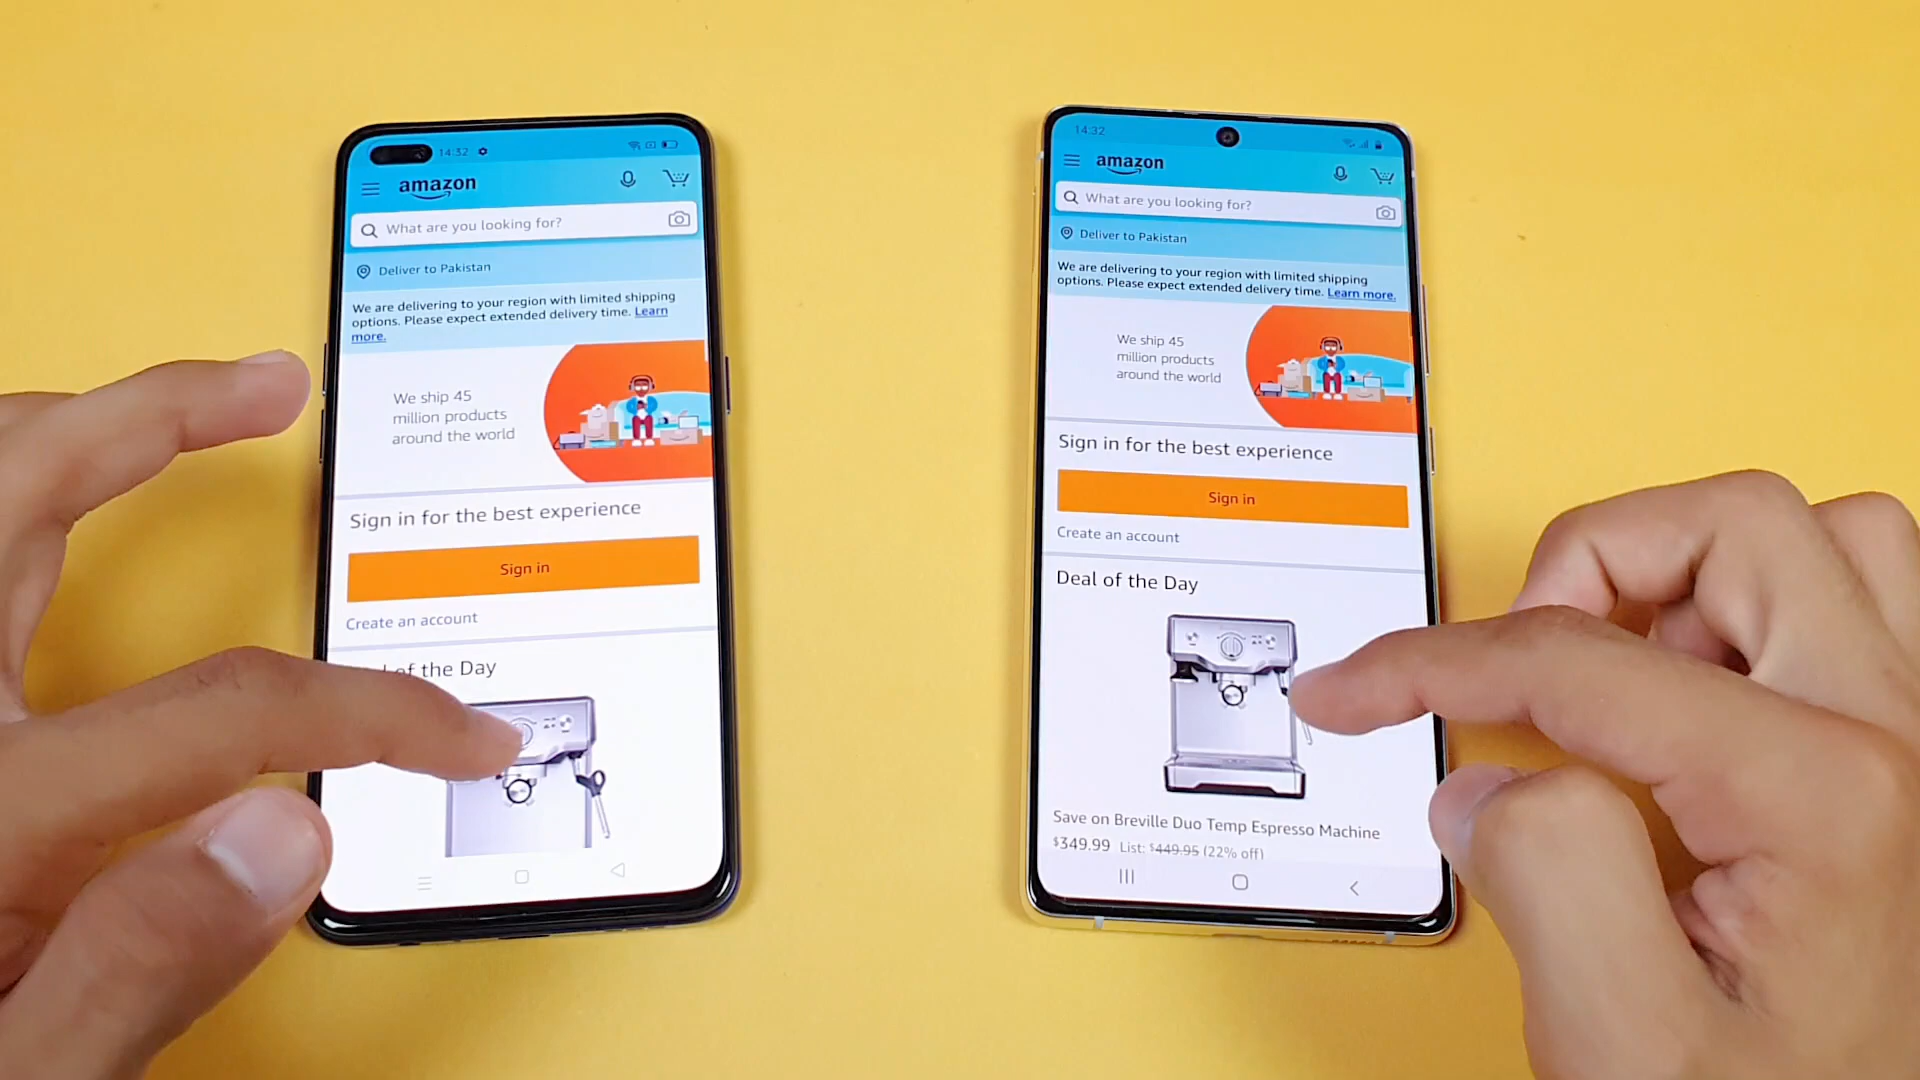 14:32
amazon
What are you looking for?
Deliver to Pakistan
We are delivering to your region with limited shipping
options. Please expect extended delivery time. Learn
more.
We ship 45
million products
around the world
Sign in for the best experience
Sign in
Create an account
of the Day
14:32
amazon
What are you looking for?
Deliver to Pakistan
We are delivering to your region with limited shipping
options. Please expect extended delivery time. Learn more.
We ship 45
million products
around the world
Sign in for the best experience
Sign in
Create an account
Deal of the Day
Save on Breville Duo Temp Espresso Machine
$349.99 List: $449.95 (22% off)